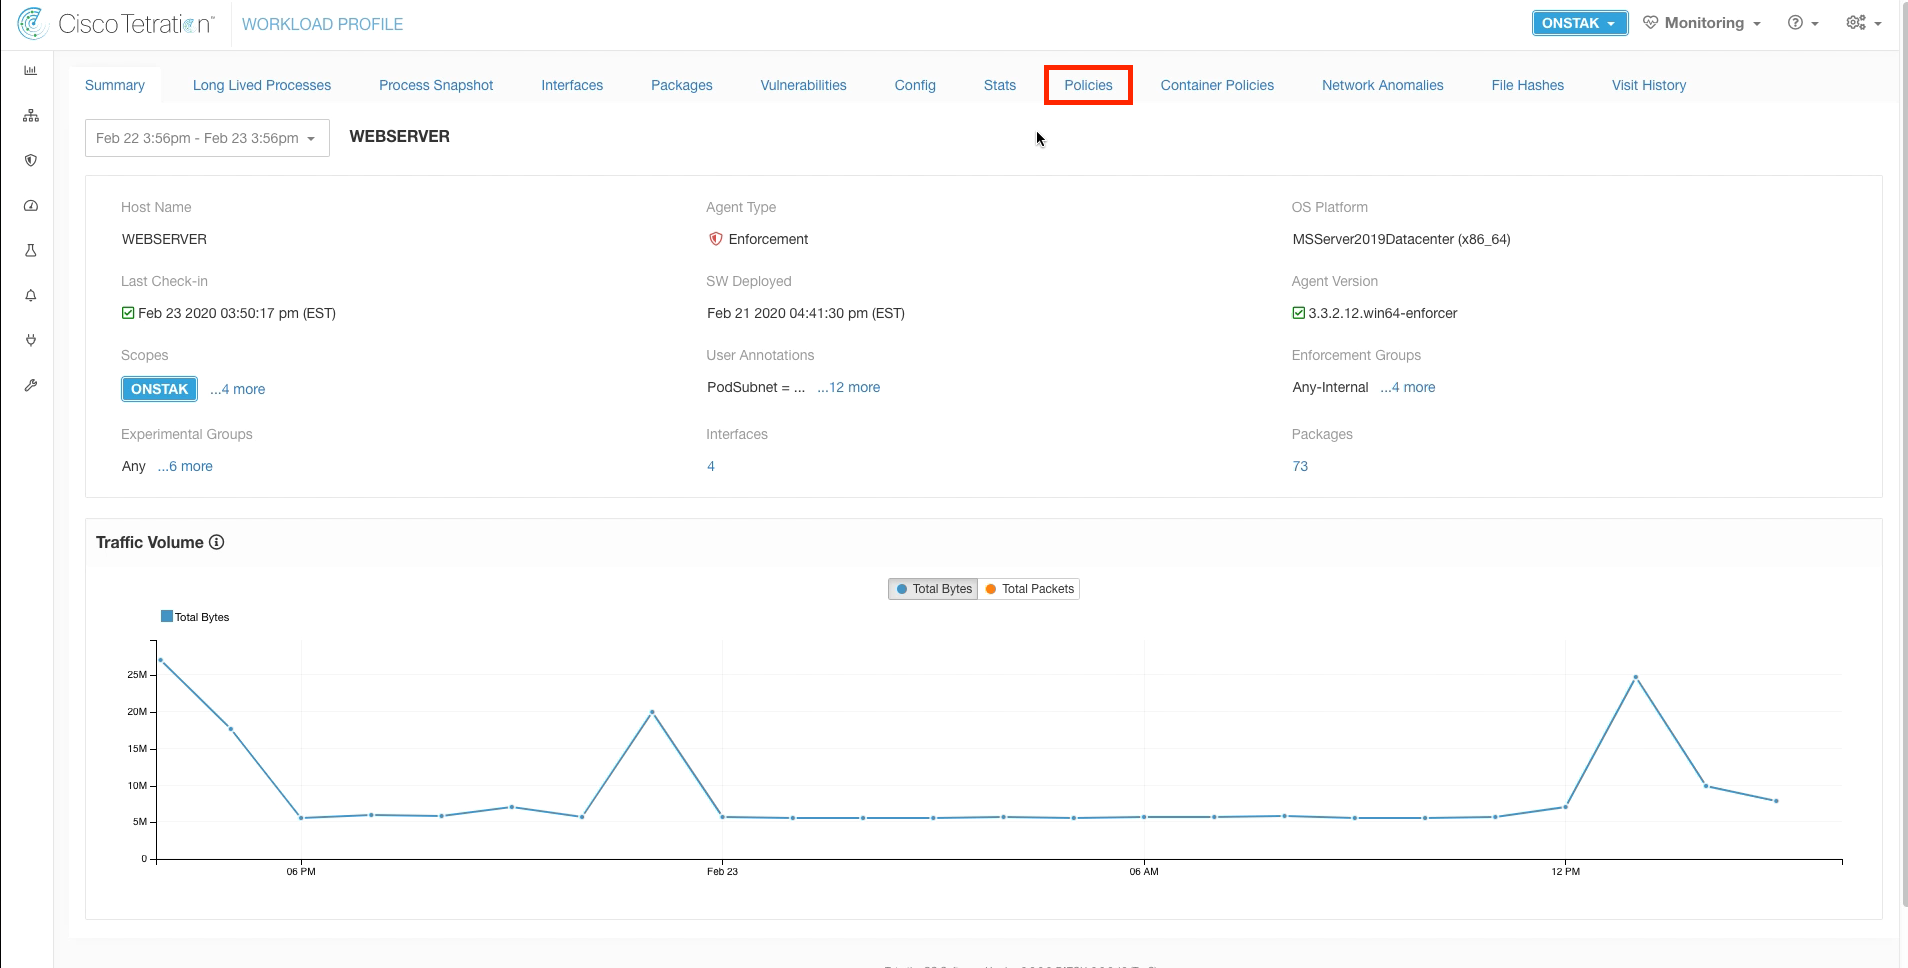 Cisco Tetration™ WORKLOAD PROFILE ONSTAK Monitoring
Summary Long Lived Processes Process Snapshot Interfaces Packages Vulnerabilities Config Stats Policies Container Policies Network Anomalies File Hashes Visit History
Feb 22 3:56pm - Feb 23 3:56pm WEBSERVER
Host Name Agent Type OS Platform
WEBSERVER Enforcement MSServer2019Datacenter (x86_64)
Last Check-in SW Deployed Agent Version
Feb 23 2020 03:50:17 pm (EST) Feb 21 2020 04:41:30 pm (EST) 3.3.2.12.win64-enforcer
Scopes User Annotations Enforcement Groups
ONSTAK ...4 more PodSubnet = ... ...12 more Any-Internal ...4 more
Experimental Groups Interfaces Packages
Any ...6 more 4 73
Traffic Volume
Total Bytes Total Packets
Total Bytes
25M
20M
15M
10M
5M
0
06 PM Feb 23 06 AM 12 PM